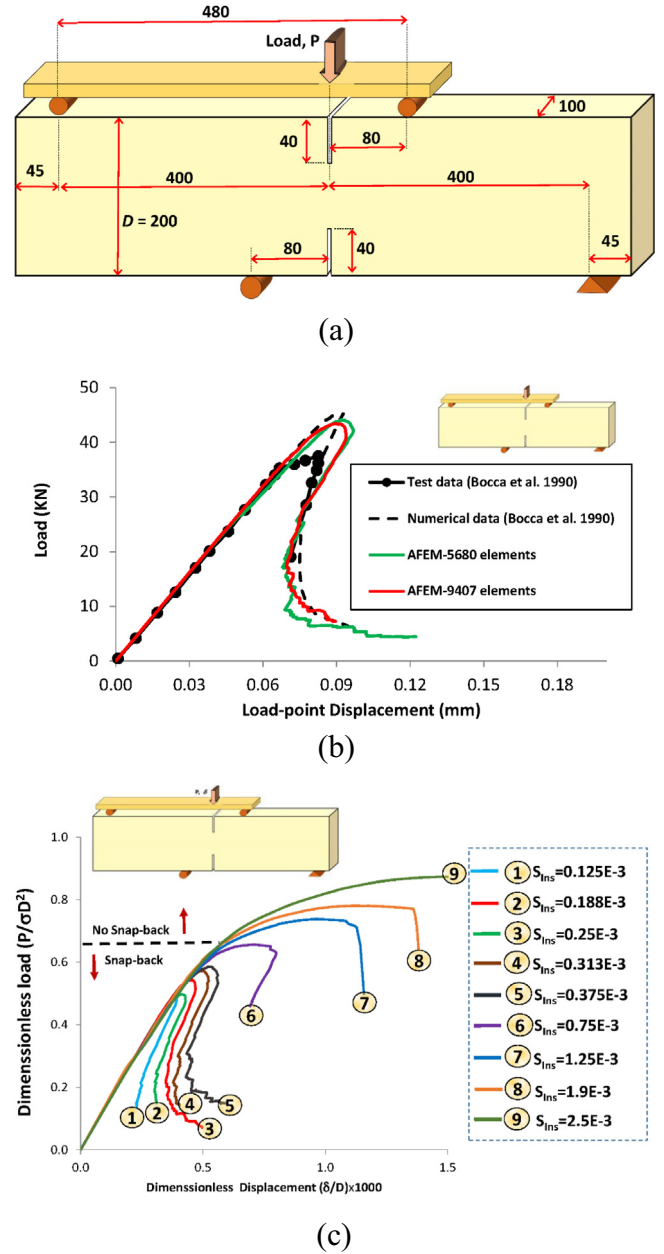 480
Load, P
100
40
80
45
400
400
D = 200
80
40
45
(a)
50
40
30
20
10
0
Load (KN)
0.00
0.03
0.06
0.09
0.12
0.15
0.18
Load-point Displacement (mm)
Test data (Bocca et al. 1990)
Numerical data (Bocca et al. 1990)
AFEM-5680 elements
AFEM-9407 elements
(b)
P, δ
1.0
0.8
0.6
0.4
0.2
0.0
Dimenssionless load (P/σD²)
No Snap-back
Snap-back
1
2
3
4
5
6
7
8
9
0.0
0.5
1.0
1.5
Dimenssionless Displacement (δ/D)x1000
1 S_Ins=0.125E-3
2 S_Ins=0.188E-3
3 S_Ins=0.25E-3
4 S_Ins=0.313E-3
5 S_Ins=0.375E-3
6 S_Ins=0.75E-3
7 S_Ins=1.25E-3
8 S_Ins=1.9E-3
9 S_Ins=2.5E-3
(c)